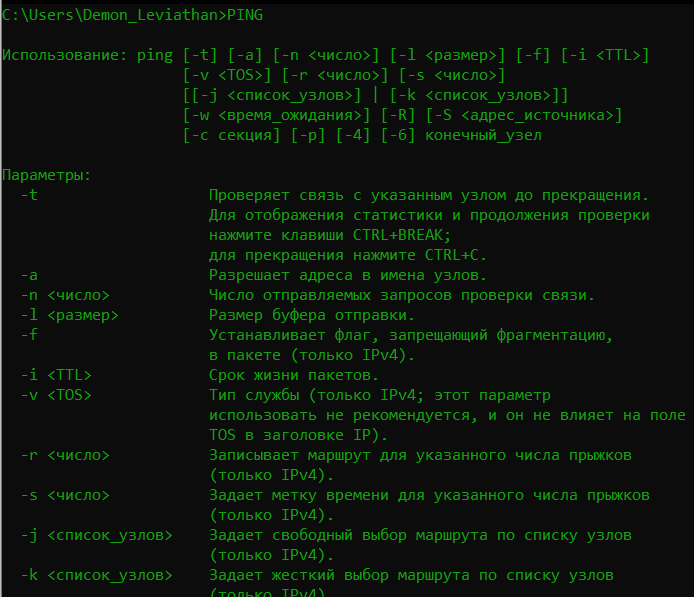 C:\Users\Demon_Leviathan>PING
Использование: ping [-t] [-a] [-n <число>] [-l <размер>] [-f] [-i <TTL>]
[-v <TOS>] [-r <число>] [-s <число>]
[[-j <список_узлов>] | [-k <список_узлов>]]
[-w <время_ожидания>] [-R] [-S <адрес_источника>]
[-c секция] [-p] [-4] [-6] конечный_узел
Параметры:
-t Проверяет связь с указанным узлом до прекращения.
Для отображения статистики и продолжения проверки
нажмите клавиши CTRL+BREAK;
для прекращения нажмите CTRL+C.
-a Разрешает адреса в имена узлов.
-n <число> Число отправляемых запросов проверки связи.
-l <размер> Размер буфера отправки.
-f Устанавливает флаг, запрещающий фрагментацию,
в пакете (только IPv4).
-i <TTL> Срок жизни пакетов.
-v <TOS> Тип службы (только IPv4; этот параметр
использовать не рекомендуется, и он не влияет на поле
TOS в заголовке IP).
-r <число> Записывает маршрут для указанного числа прыжков
(только IPv4).
-s <число> Задает метку времени для указанного числа прыжков
(только IPv4).
-j <список_узлов> Задает свободный выбор маршрута по списку узлов
(только IPv4).
-k <список_узлов> Задает жесткий выбор маршрута по списку узлов
(только IPv4).